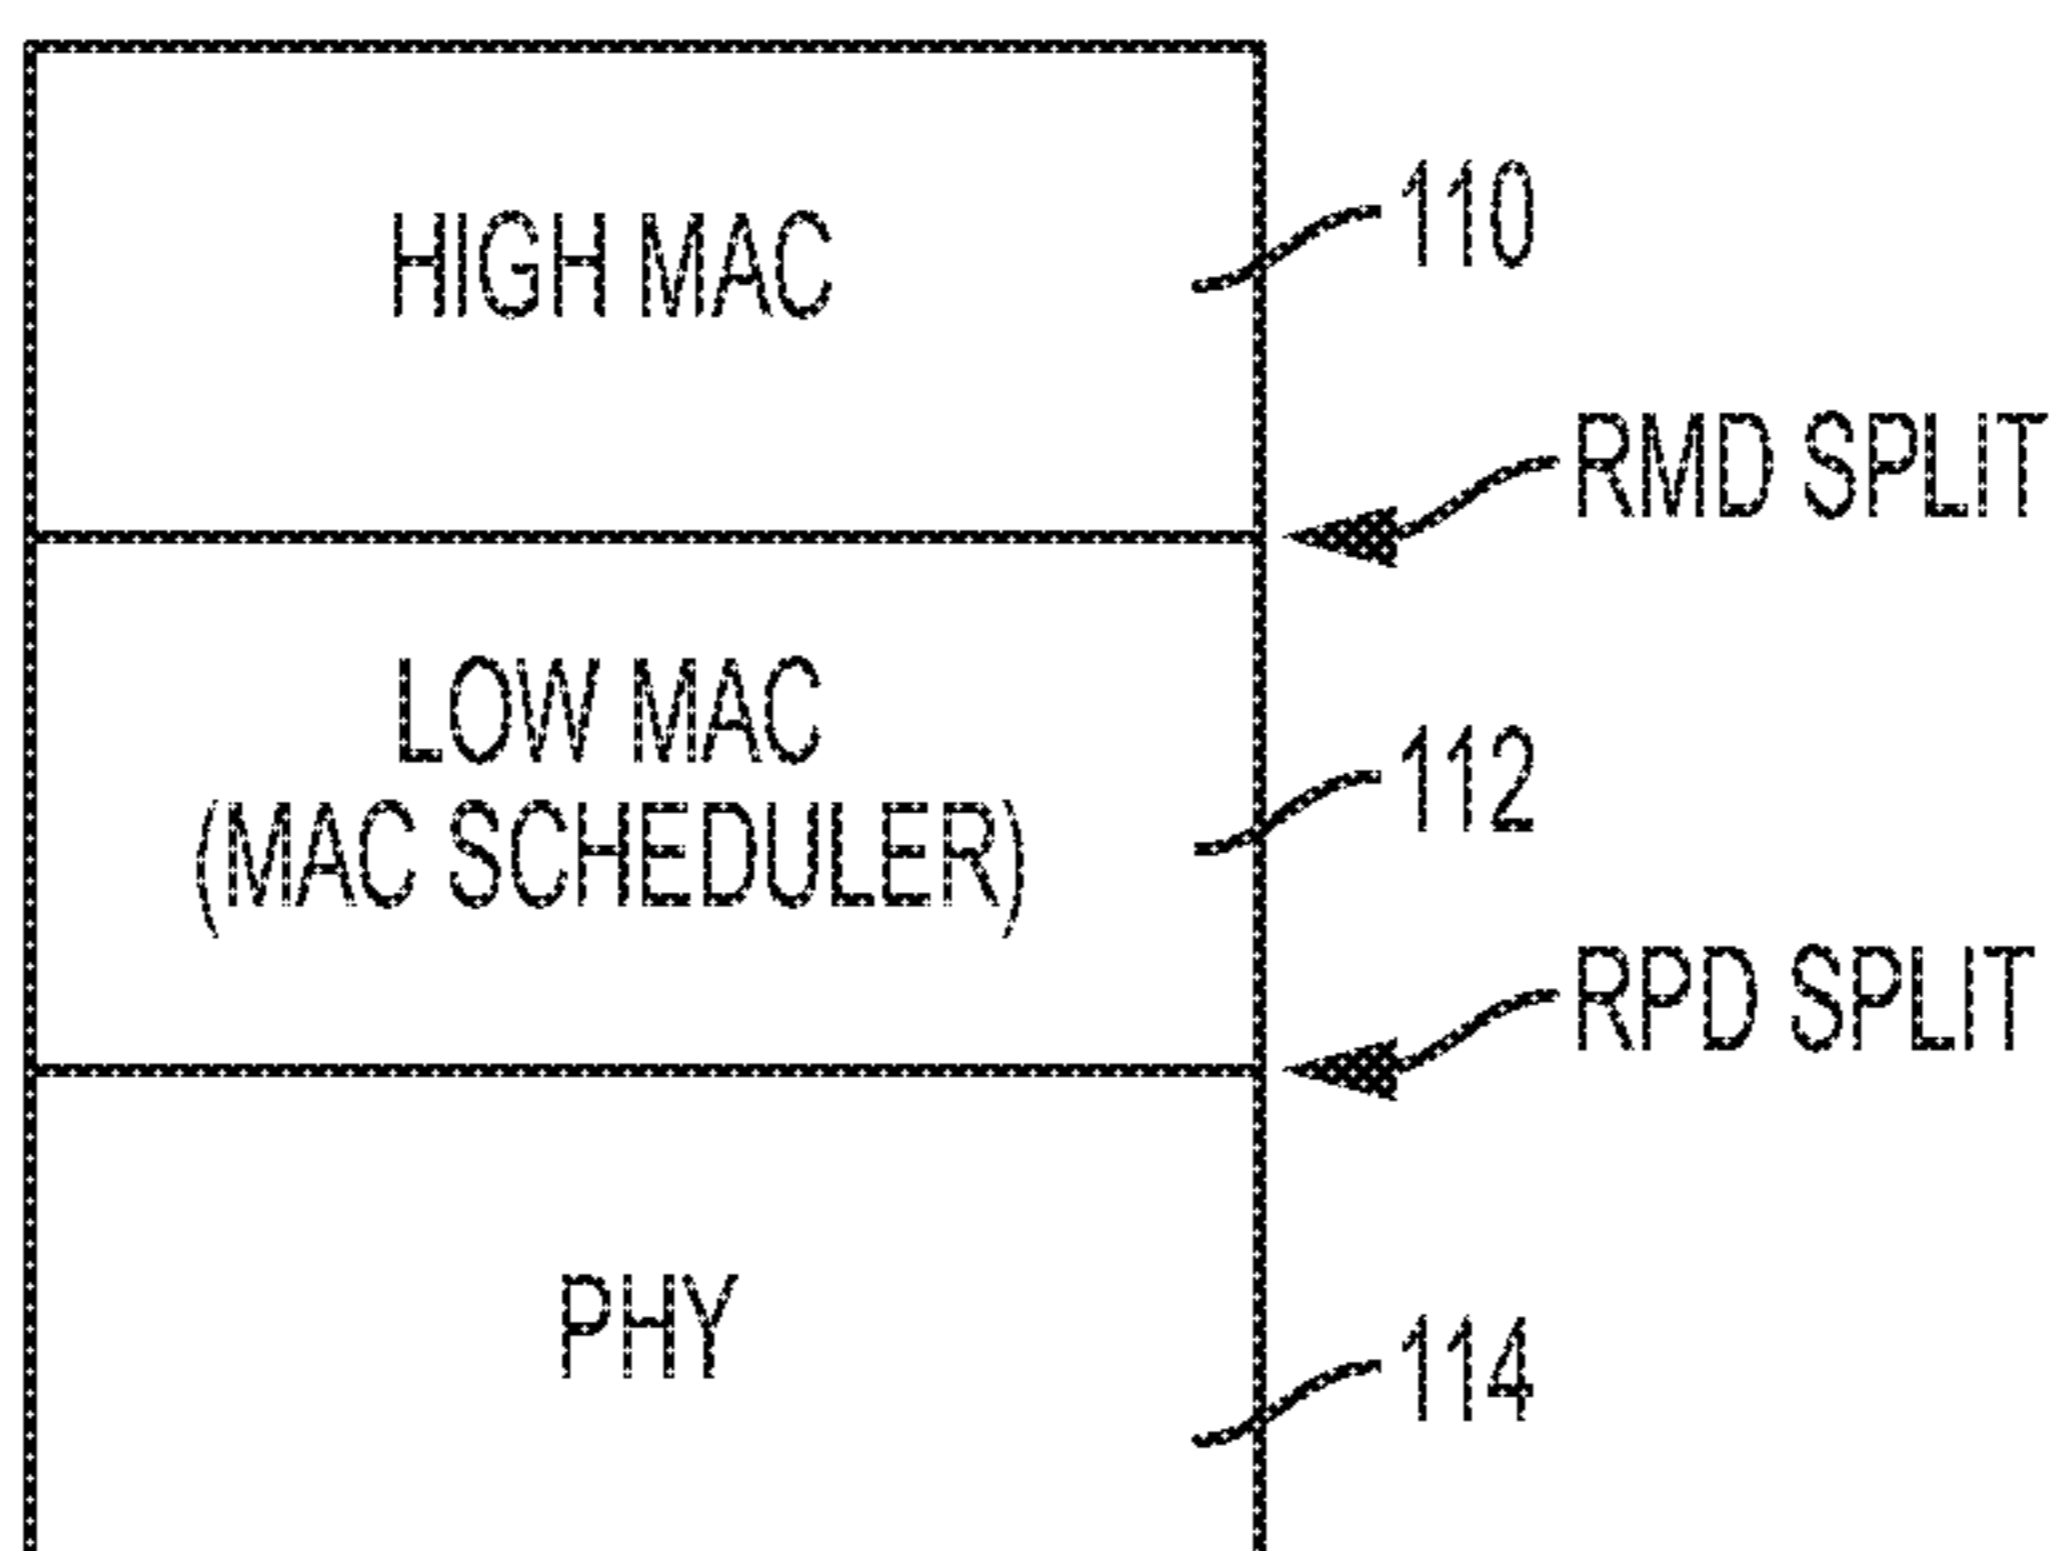 HIGH MAC
110
RMD SPLIT
LOW MAC
(MAC SCHEDULER)
112
RPD SPLIT
PHY
114